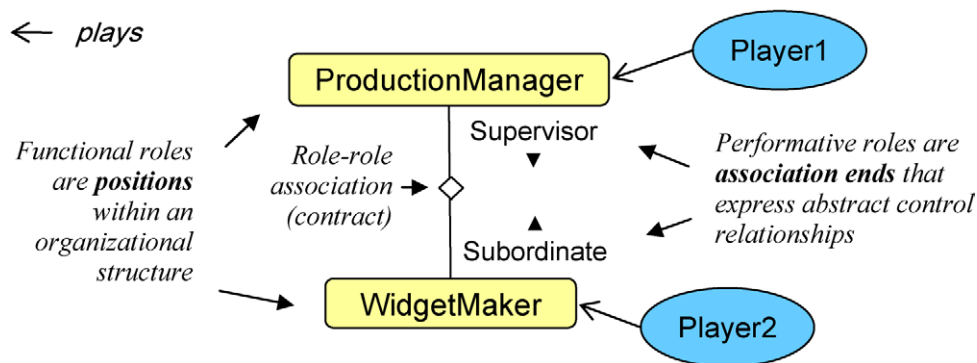 plays
Player1
ProductionManager
Supervisor
Functional roles
are positions
within an
organizational
structure
Role-role
association
(contract)
Performative roles are
association ends that
express abstract control
relationships
Subordinate
WidgetMaker
Player2